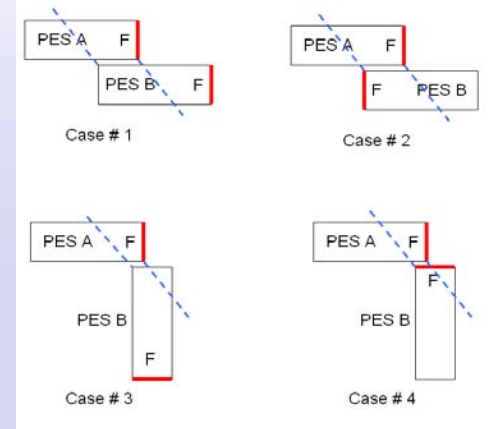 PES A F
PES B F
Case # 1
PES A F
F PES B
Case # 2
PES A F
PES B
F
Case # 3
PES A F
F
PES B
Case # 4